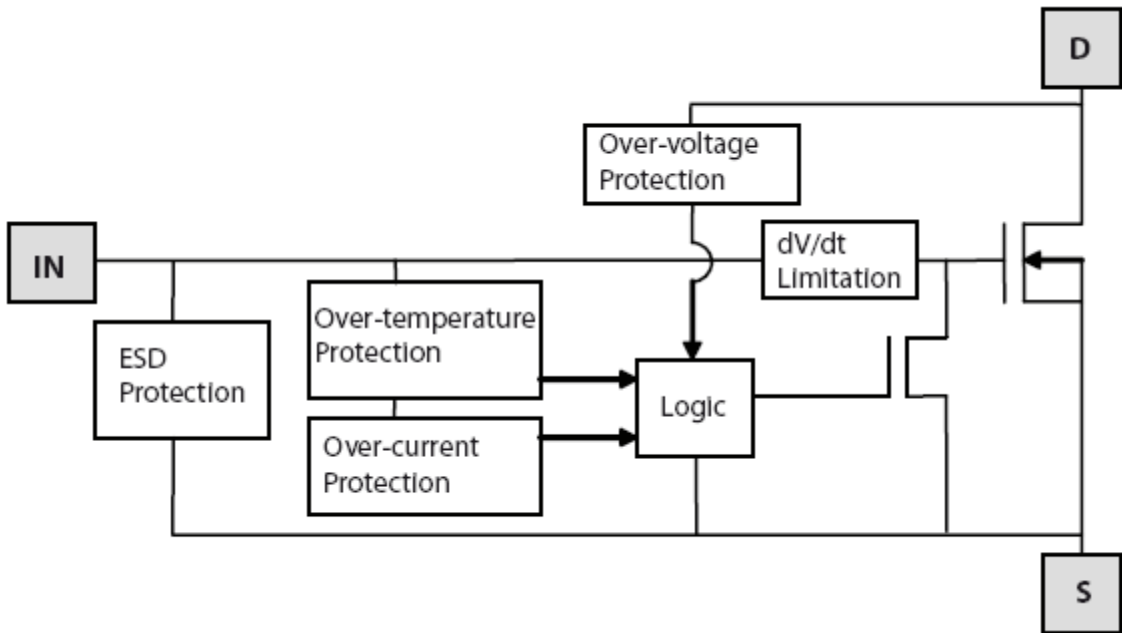 D
Over-voltage
Protection
IN
dV/dt
Limitation
Over-temperature
Protection
ESD
Protection
Logic
Over-current
Protection
S